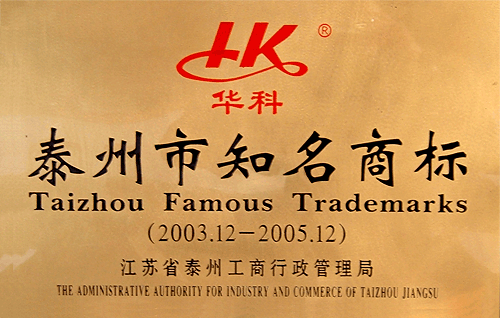 HK®
华科
泰州市知名商标
Taizhou Famous Trademarks
(2003.12－2005.12)
江苏省泰州工商行政管理局
THE ADMINISTRATIVE AUTHORITY FOR INDUSTRY AND COMMERCE OF TAIZHOU JIANGSU